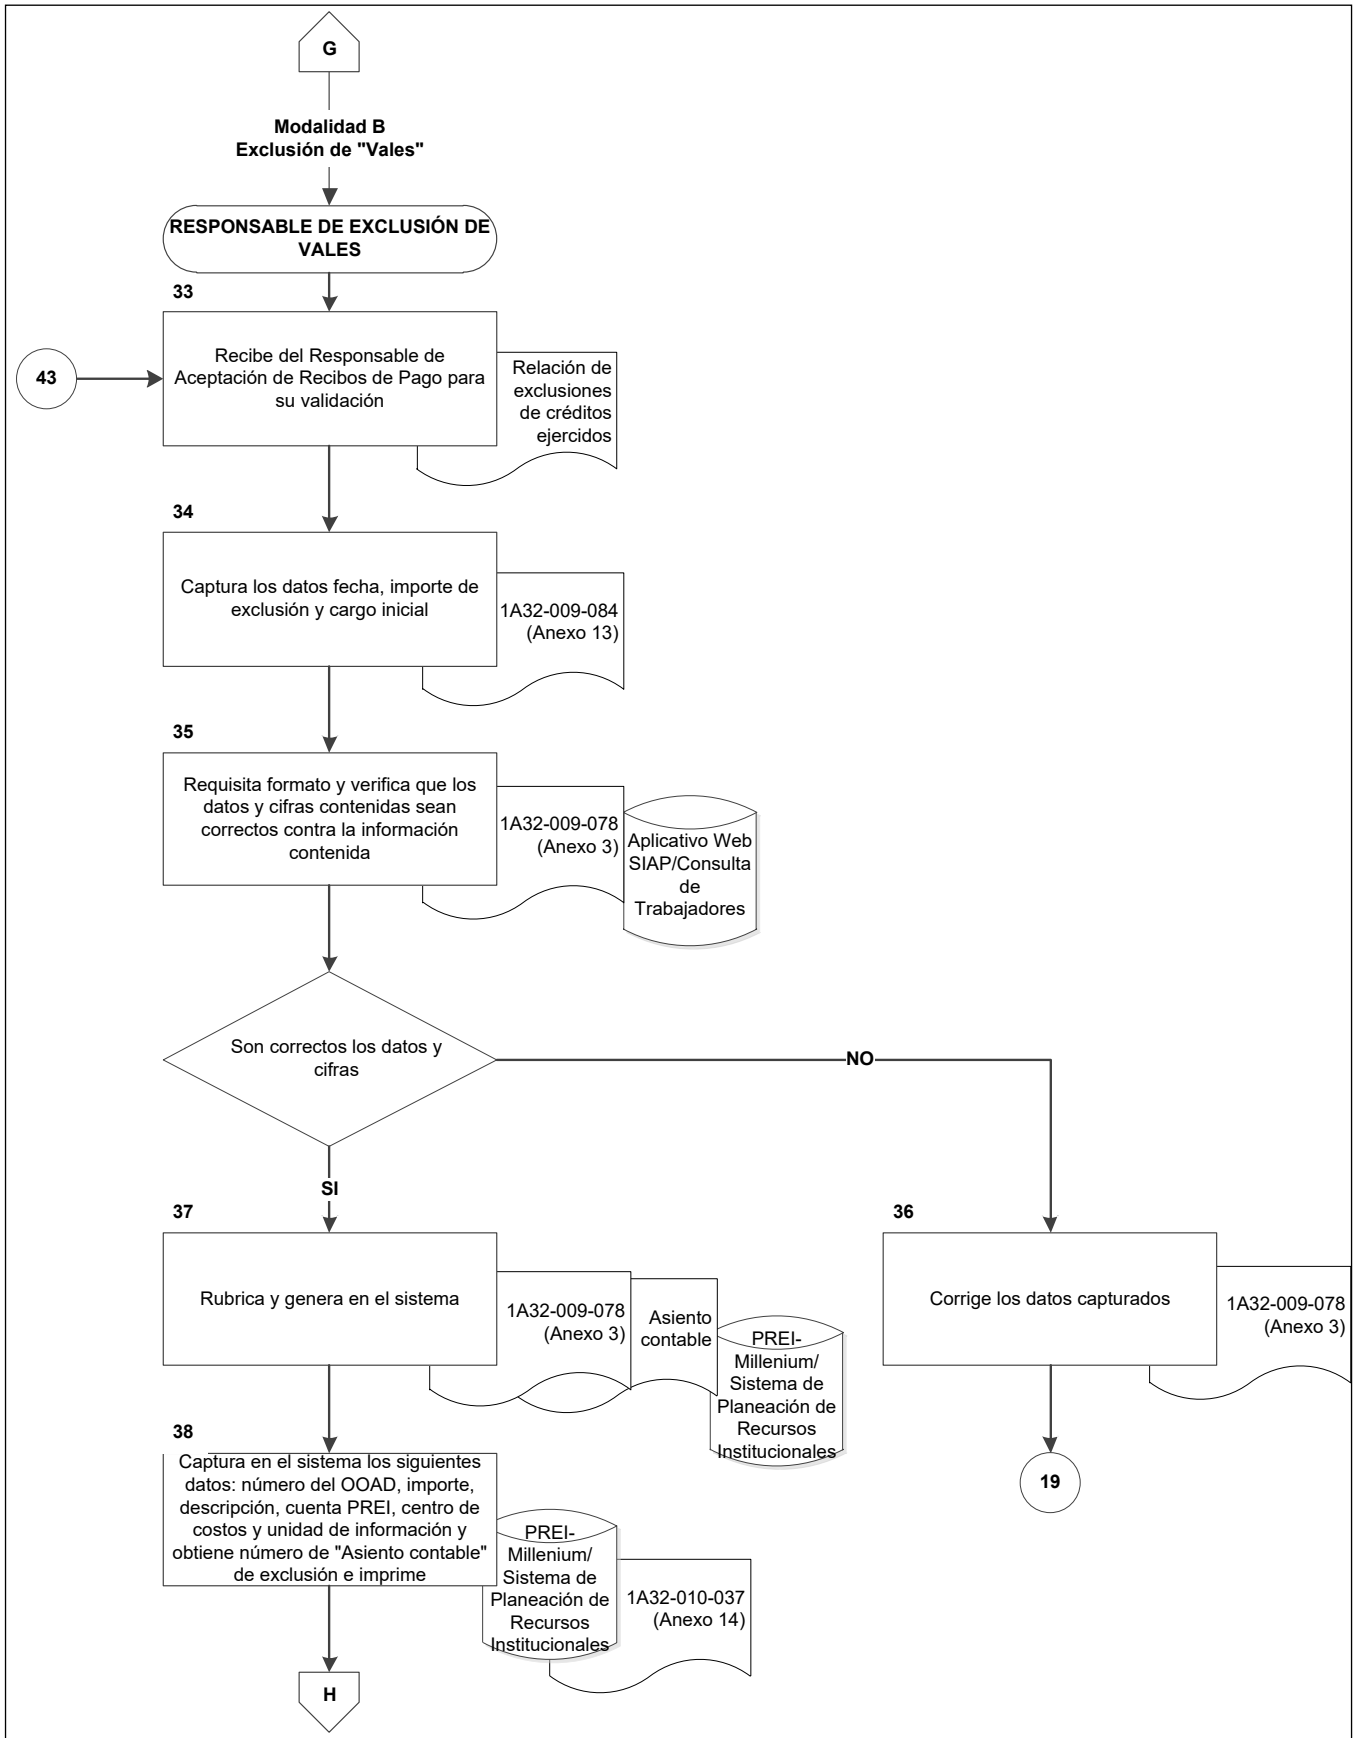 G
Modalidad B
Exclusión de "Vales"
RESPONSABLE DE EXCLUSIÓN DE
VALES
33
Recibe del Responsable de
Aceptación de Recibos de Pago para
su validación
43
Relación de
exclusiones
de créditos
ejercidos
34
Captura los datos fecha, importe de
exclusión y cargo inicial
1A32-009-084
(Anexo 13)
35
Requisita formato y verifica que los
datos y cifras contenidas sean
correctos contra la información
contenida
1A32-009-078
(Anexo 3)
Aplicativo Web
SIAP/Consulta
de
Trabajadores
Son correctos los datos y
cifras
NO
SI
37
Rubrica y genera en el sistema
1A32-009-078
(Anexo 3)
Asiento
contable
PREI-
Millenium/
Sistema de
Planeación de
Recursos
Institucionales
36
Corrige los datos capturados
1A32-009-078
(Anexo 3)
19
38
Captura en el sistema los siguientes
datos: número del OOAD, importe,
descripción, cuenta PREI, centro de
costos y unidad de información y
obtiene número de "Asiento contable"
de exclusión e imprime
PREI-
Millenium/
Sistema de
Planeación de
Recursos
Institucionales
1A32-010-037
(Anexo 14)
H